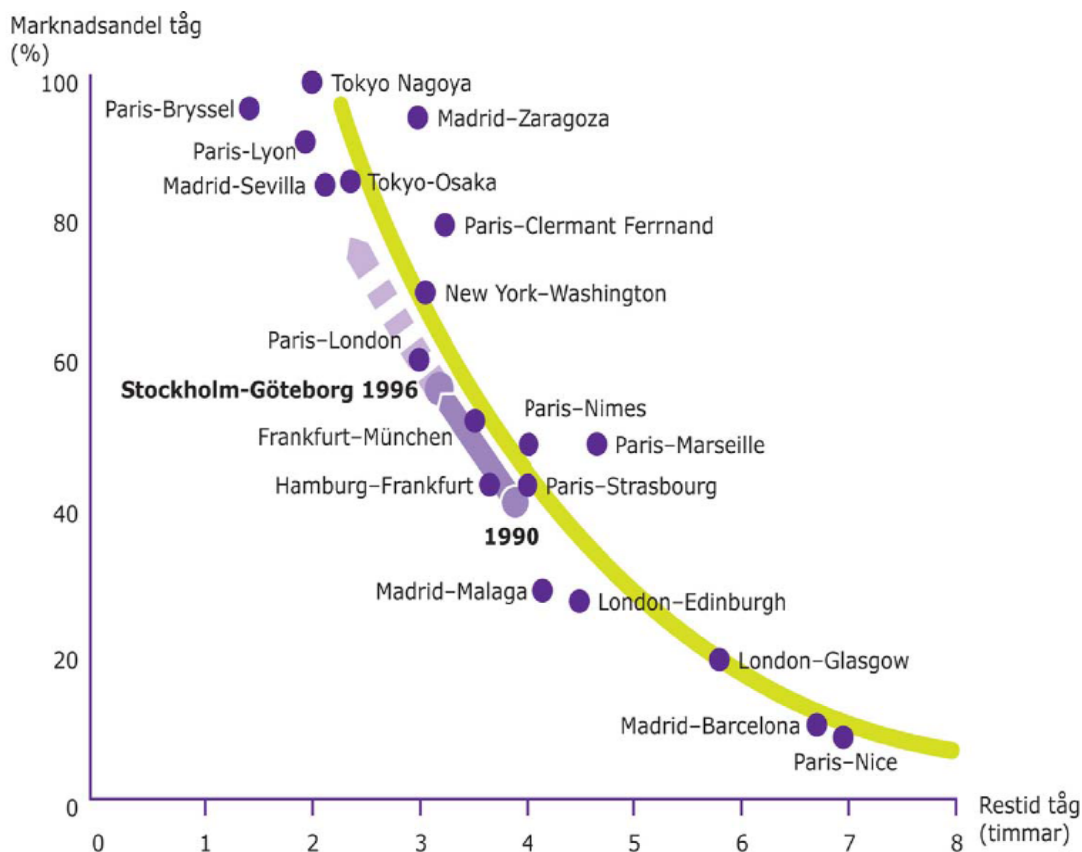 Marknadsandel tåg
(%)
100
Tokyo Nagoya
Paris-Bryssel
Madrid–Zaragoza
Paris-Lyon
Madrid-Sevilla
Tokyo-Osaka
80
Paris–Clermant Ferrnand
New York–Washington
Paris–London
60
Stockholm-Göteborg 1996
Paris–Nimes
Frankfurt–München
Paris–Marseille
Hamburg–Frankfurt
Paris–Strasbourg
40
1990
Madrid–Malaga
London–Edinburgh
20
London–Glasgow
Madrid–Barcelona
Paris–Nice
0
Restid tåg
(timmar)
0 1 2 3 4 5 6 7 8